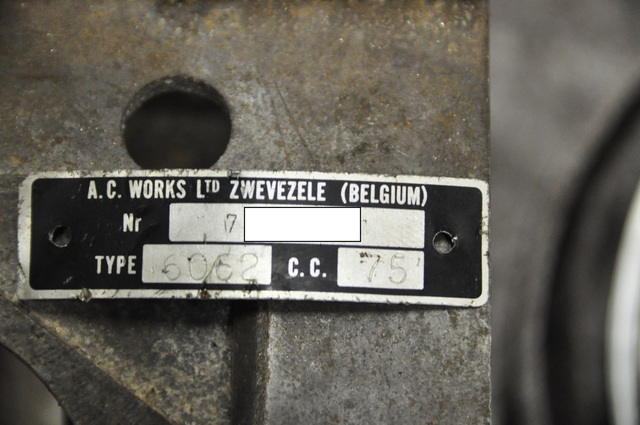 A.C. WORKS LTD ZWEVEZELE (BELGIUM)
Nr 7
TYPE 6062 C.C. 75